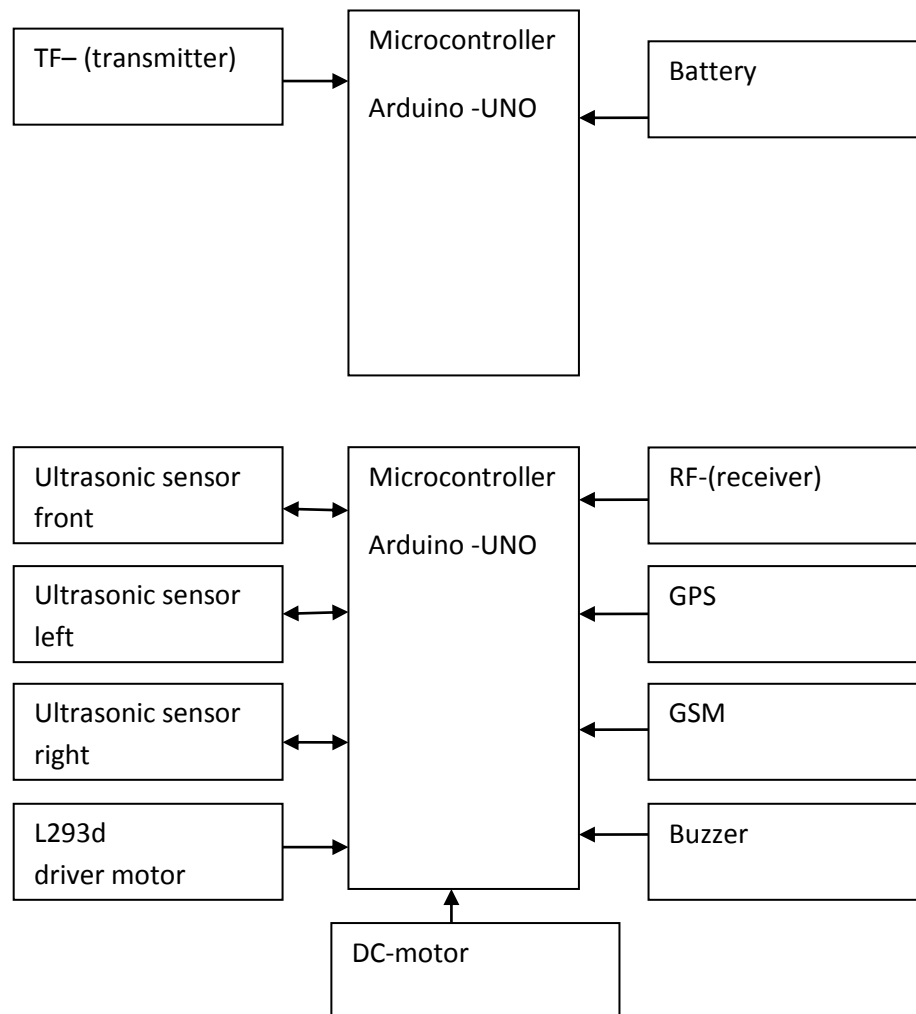 TF– (transmitter)
Microcontroller
Arduino -UNO
Battery
Ultrasonic sensor
front
Ultrasonic sensor
left
Ultrasonic sensor
right
L293d
driver motor
Microcontroller
Arduino -UNO
RF-(receiver)
GPS
GSM
Buzzer
DC-motor